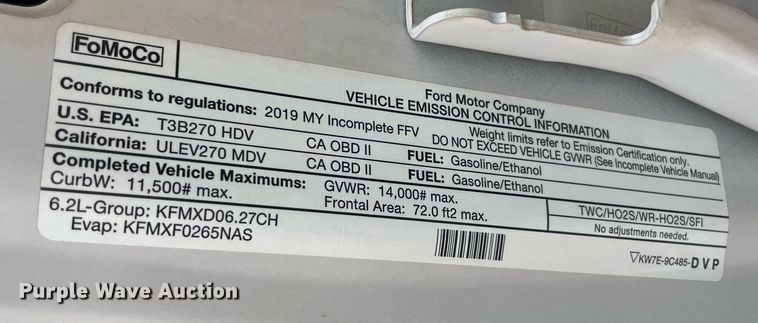 FoMoCo
Ford Motor Company
VEHICLE EMISSION CONTROL INFORMATION
Conforms to regulations: 2019 MY Incomplete FFV
Weight limits refer to Emission Certification only.
DO NOT EXCEED VEHICLE GVWR (See Incomplete Vehicle Manual)
U.S. EPA: T3B270 HDV CA OBD II FUEL: Gasoline/Ethanol
California: ULEV270 MDV CA OBD II FUEL: Gasoline/Ethanol
Completed Vehicle Maximums: GVWR: 14,000# max.
CurbW: 11,500# max. Frontal Area: 72.0 ft2 max.
TWC/HO2S/WR-HO2S/SFI
No adjustments needed.
6.2L-Group: KFMXD06.27CH
Evap: KFMXF0265NAS
KW7E-9C485-DVP
Purple Wave Auction